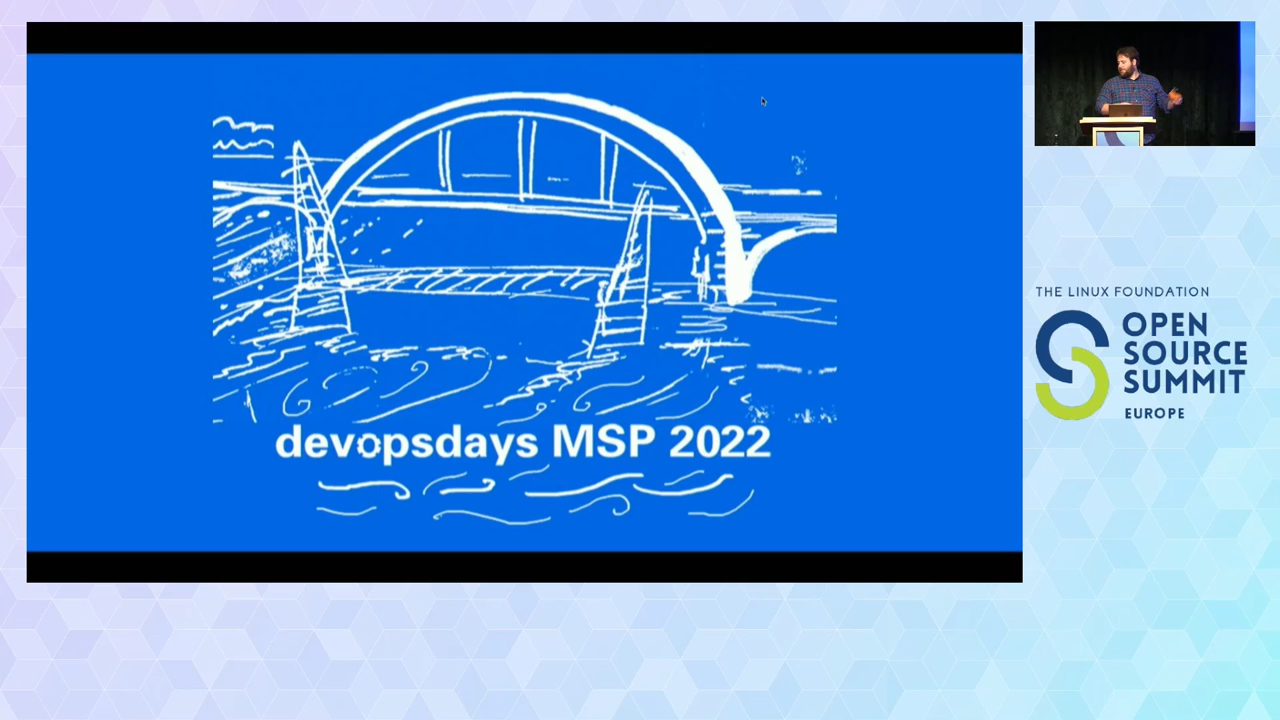 devopsdays MSP 2022
THE LINUX FOUNDATION
OPEN
SOURCE
SUMMIT
EUROPE